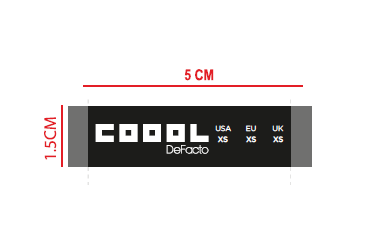 5 CM
1.5CM
COOOL
DeFacto
USA EU UK
XS XS XS